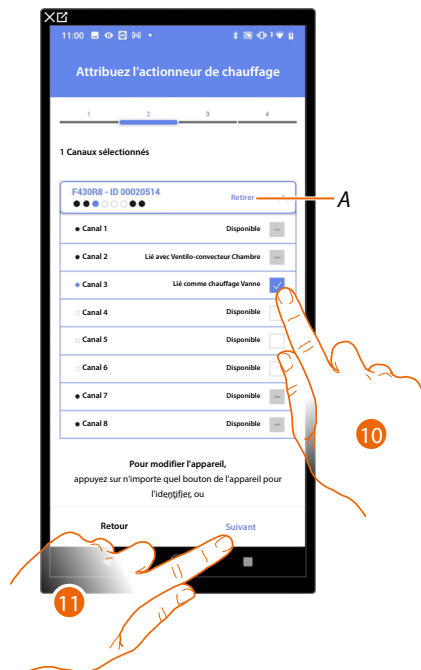 11:00
Attribuez l'actionneur de chauffage
1 2 3 4
1 Canaux sélectionnés
F430R8 - ID 00020514
Retirer
A
Canal 1 Disponible
Canal 2 Lié avec Ventilo-convecteur Chambre
Canal 3 Lié comme chauffage Vanne
Canal 4 Disponible
Canal 5 Disponible
Canal 6 Disponible
Canal 7 Disponible
Canal 8 Disponible
10
Pour modifier l'appareil,
appuyez sur n'importe quel bouton de l'appareil pour
l'identifier, ou
Retour Suivant
11